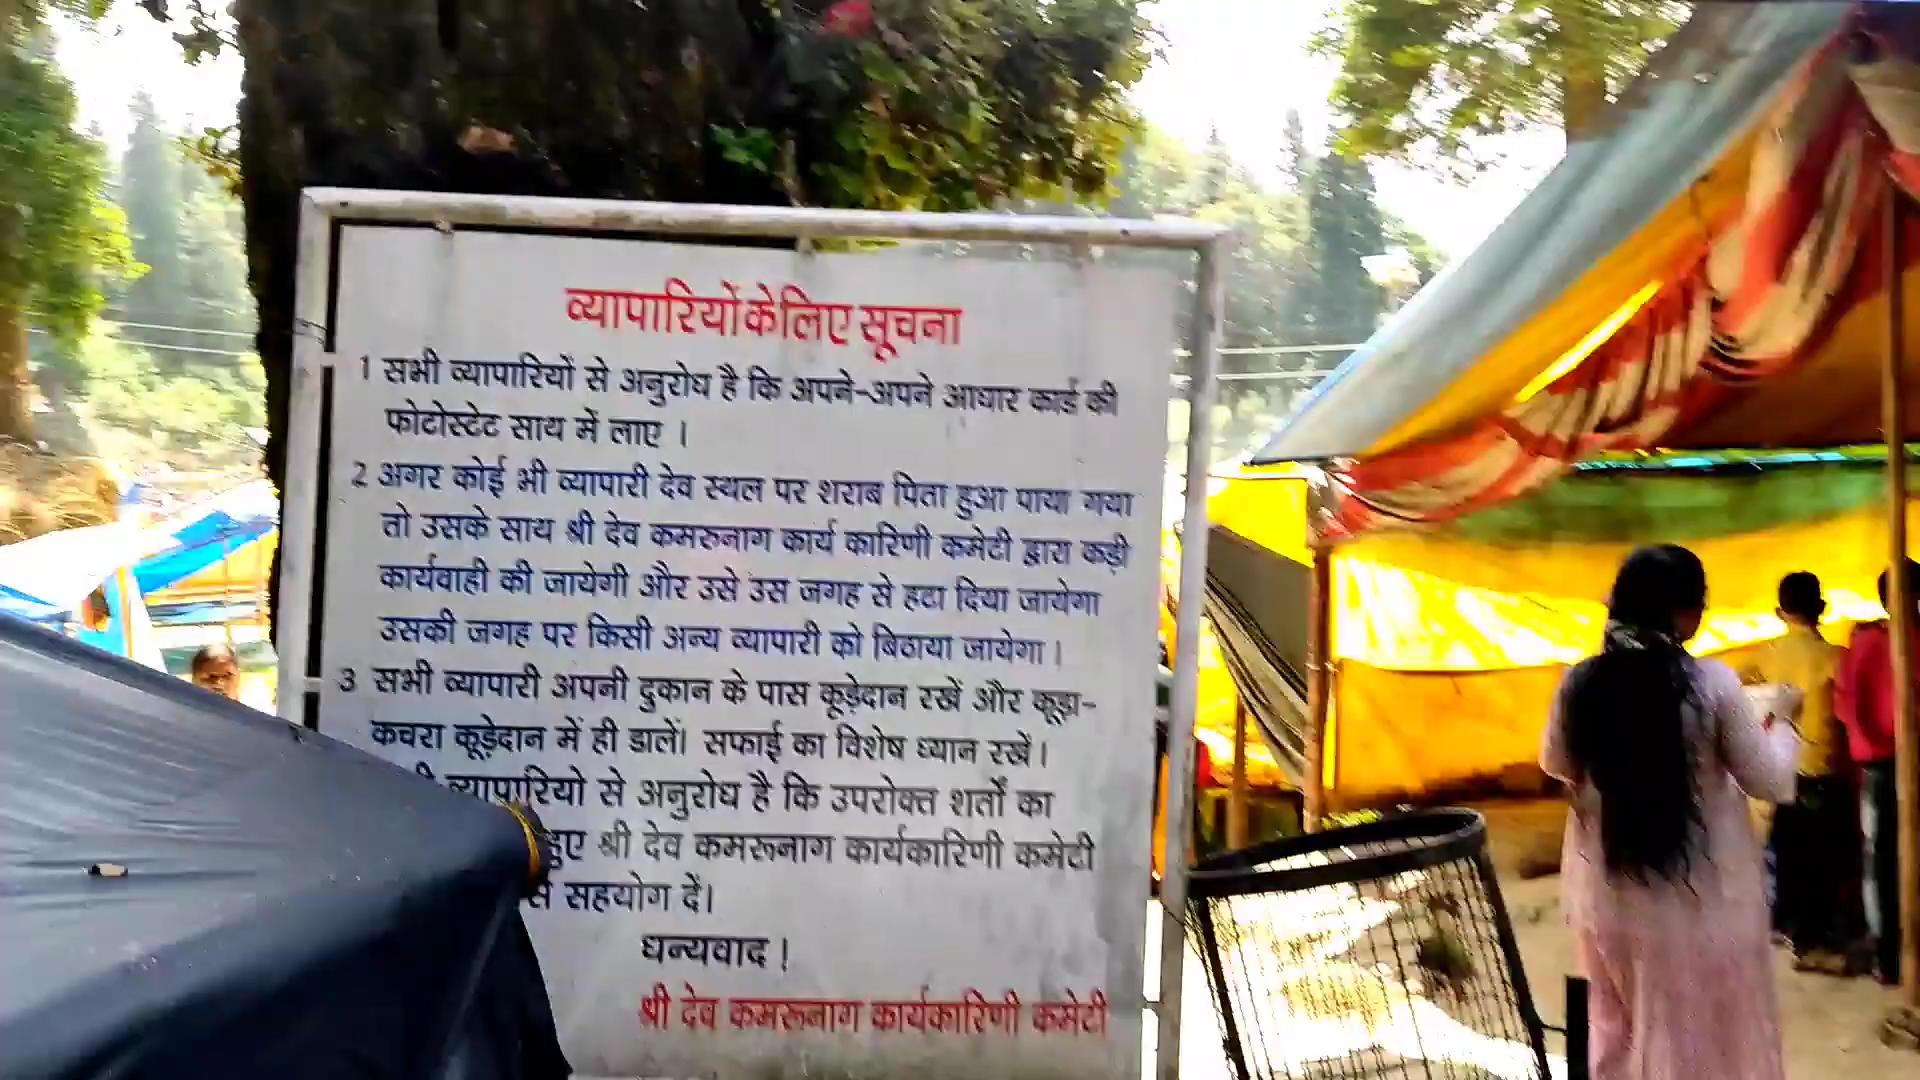 व्यापारियों के लिए सूचना
1 सभी व्यापारियों से अनुरोध है कि अपने-अपने आधार कार्ड की
फोटोस्टेट साथ में लाए ।
2 अगर कोई भी व्यापारी देव स्थल पर शराब पिता हुआ पाया गया
तो उसके साथ श्री देव कमरुनाग कार्य कारिणी कमेटी द्वारा कड़ी
कार्यवाही की जायेगी और उसे उस जगह से हटा दिया जायेगा
उसकी जगह पर किसी अन्य व्यापारी को बिठाया जायेगा ।
3 सभी व्यापारी अपनी दुकान के पास कूड़ेदान रखें और कूड़ा-
कचरा कूड़ेदान में ही डालें। सफाई का विशेष ध्यान रखें।
व्यापारियो से अनुरोध है कि उपरोक्त शर्तों का
हुए श्री देव कमरूनाग कार्यकारिणी कमेटी
सहयोग दें।
धन्यवाद !
श्री देव कमरूनाग कार्यकारिणी कमेटी